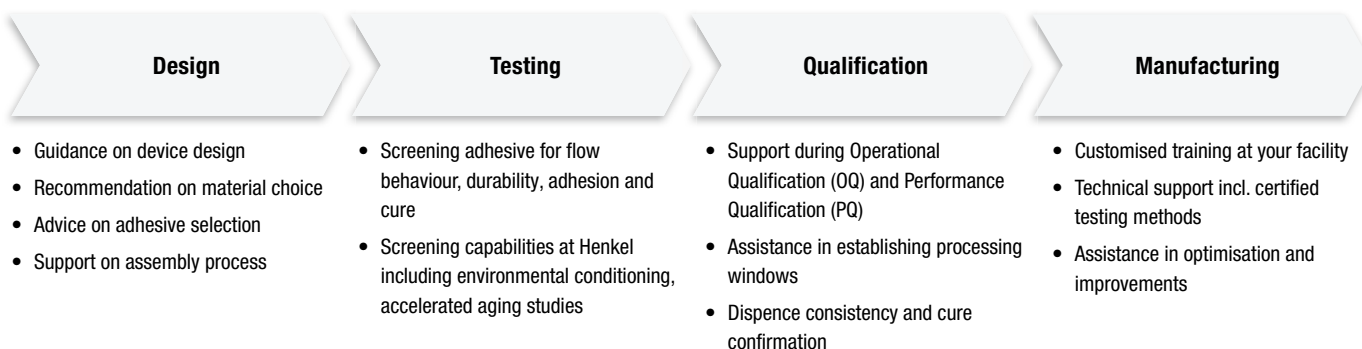 Design
• Guidance on device design
• Recommendation on material choice
• Advice on adhesive selection
• Support on assembly process
Testing
• Screening adhesive for flow
behaviour, durability, adhesion and
cure
• Screening capabilities at Henkel
including environmental conditioning,
accelerated aging studies
Qualification
• Support during Operational
Qualification (OQ) and Performance
Qualification (PQ)
• Assistance in establishing processing
windows
• Dispence consistency and cure
confirmation
Manufacturing
• Customised training at your facility
• Technical support incl. certified
testing methods
• Assistance in optimisation and
improvements